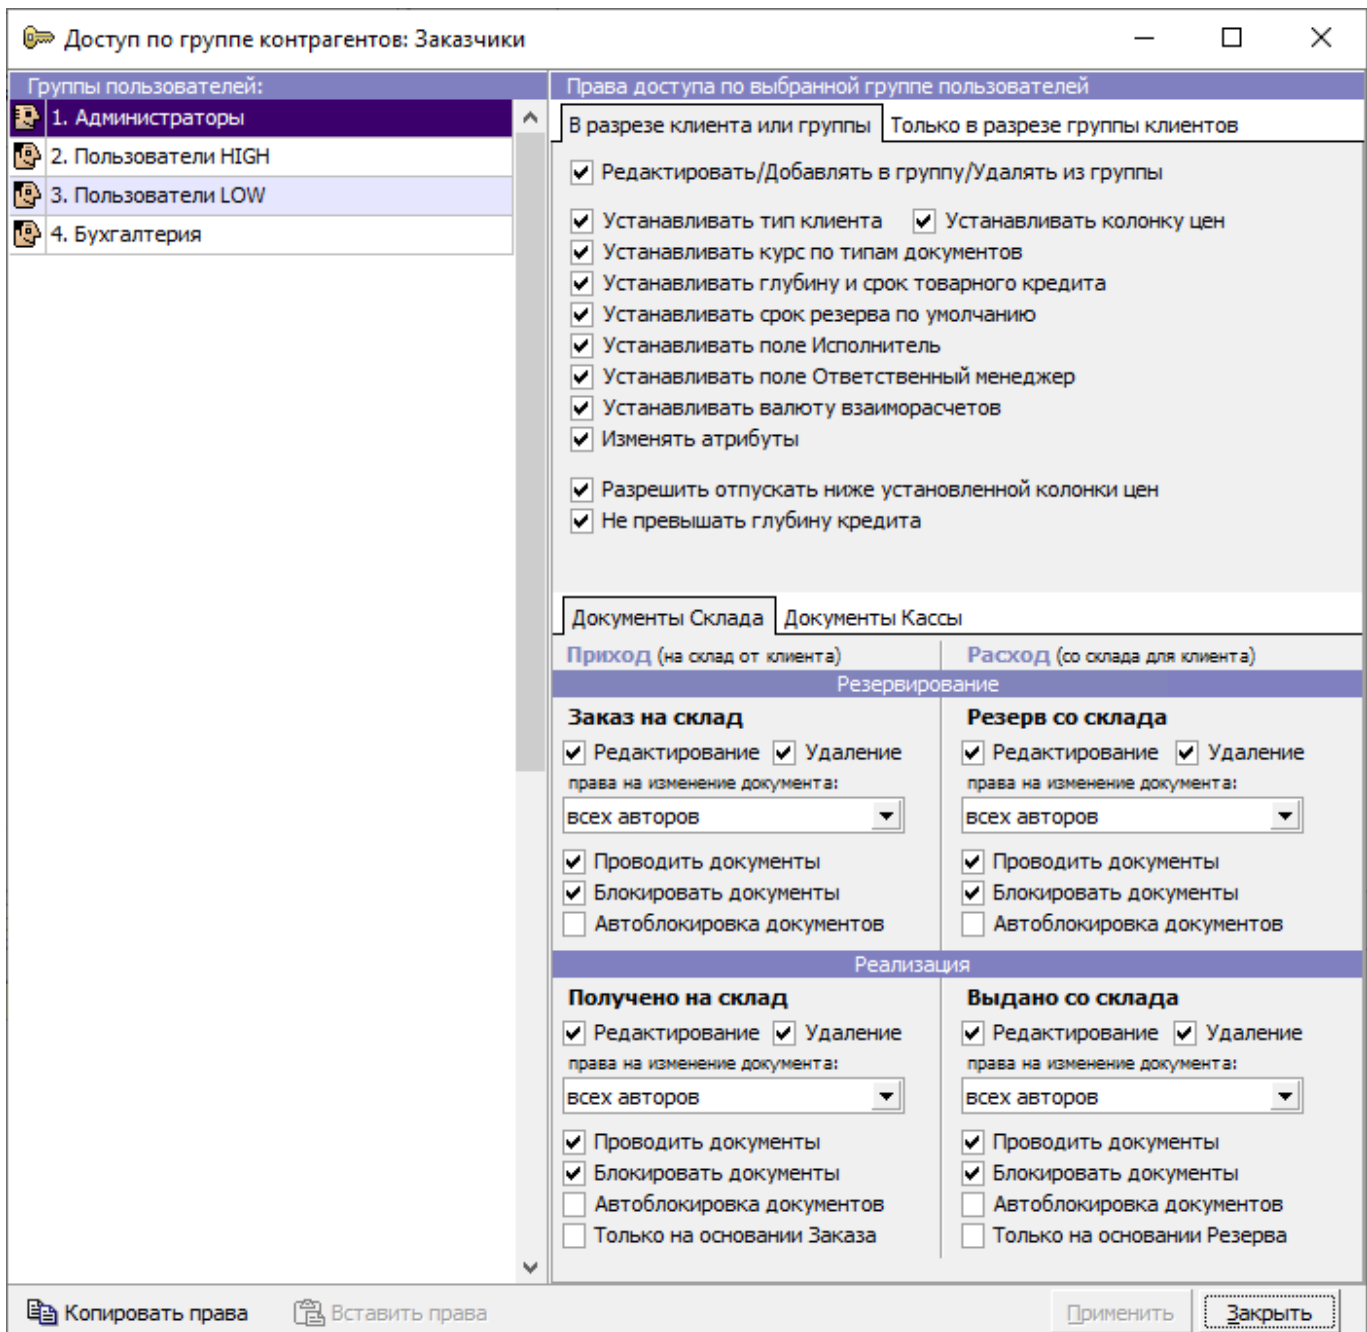 Доступ по группе контрагентов: Заказчики
Группы пользователей:
1. Администраторы
2. Пользователи HIGH
3. Пользователи LOW
4. Бухгалтерия
Права доступа по выбранной группе пользователей
В разрезе клиента или группы Только в разрезе группы клиентов
Редактировать/Добавлять в группу/Удалять из группы
Устанавливать тип клиента Устанавливать колонку цен
Устанавливать курс по типам документов
Устанавливать глубину и срок товарного кредита
Устанавливать срок резерва по умолчанию
Устанавливать поле Исполнитель
Устанавливать поле Ответственный менеджер
Устанавливать валюту взаиморасчетов
Изменять атрибуты
Разрешить отпускать ниже установленной колонки цен
Не превышать глубину кредита
Документы Склада Документы Кассы
Приход (на склад от клиента) Расход (со склада для клиента)
Резервирование
Заказ на склад
Редактирование Удаление
права на изменение документа:
всех авторов
Проводить документы
Блокировать документы
Автоблокировка документов
Резерв со склада
Редактирование Удаление
права на изменение документа:
всех авторов
Проводить документы
Блокировать документы
Автоблокировка документов
Реализация
Получено на склад
Редактирование Удаление
права на изменение документа:
всех авторов
Проводить документы
Блокировать документы
Автоблокировка документов
Только на основании Заказа
Выдано со склада
Редактирование Удаление
права на изменение документа:
всех авторов
Проводить документы
Блокировать документы
Автоблокировка документов
Только на основании Резерва
Копировать права Вставить права Применить Закрыть